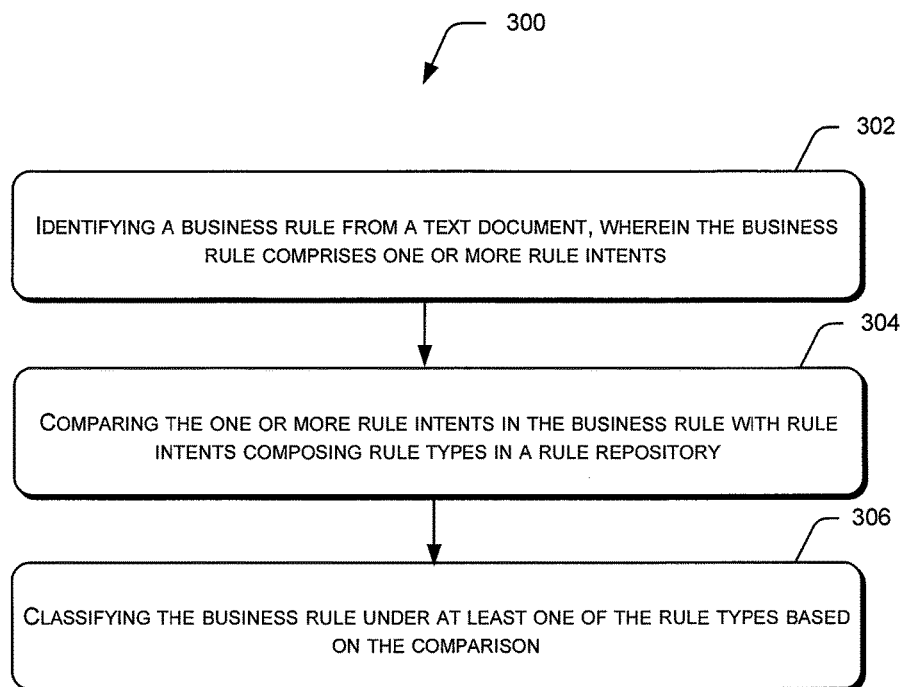 300
302
IDENTIFYING A BUSINESS RULE FROM A TEXT DOCUMENT, WHEREIN THE BUSINESS
RULE COMPRISES ONE OR MORE RULE INTENTS
304
COMPARING THE ONE OR MORE RULE INTENTS IN THE BUSINESS RULE WITH RULE
INTENTS COMPOSING RULE TYPES IN A RULE REPOSITORY
306
CLASSIFYING THE BUSINESS RULE UNDER AT LEAST ONE OF THE RULE TYPES BASED
ON THE COMPARISON